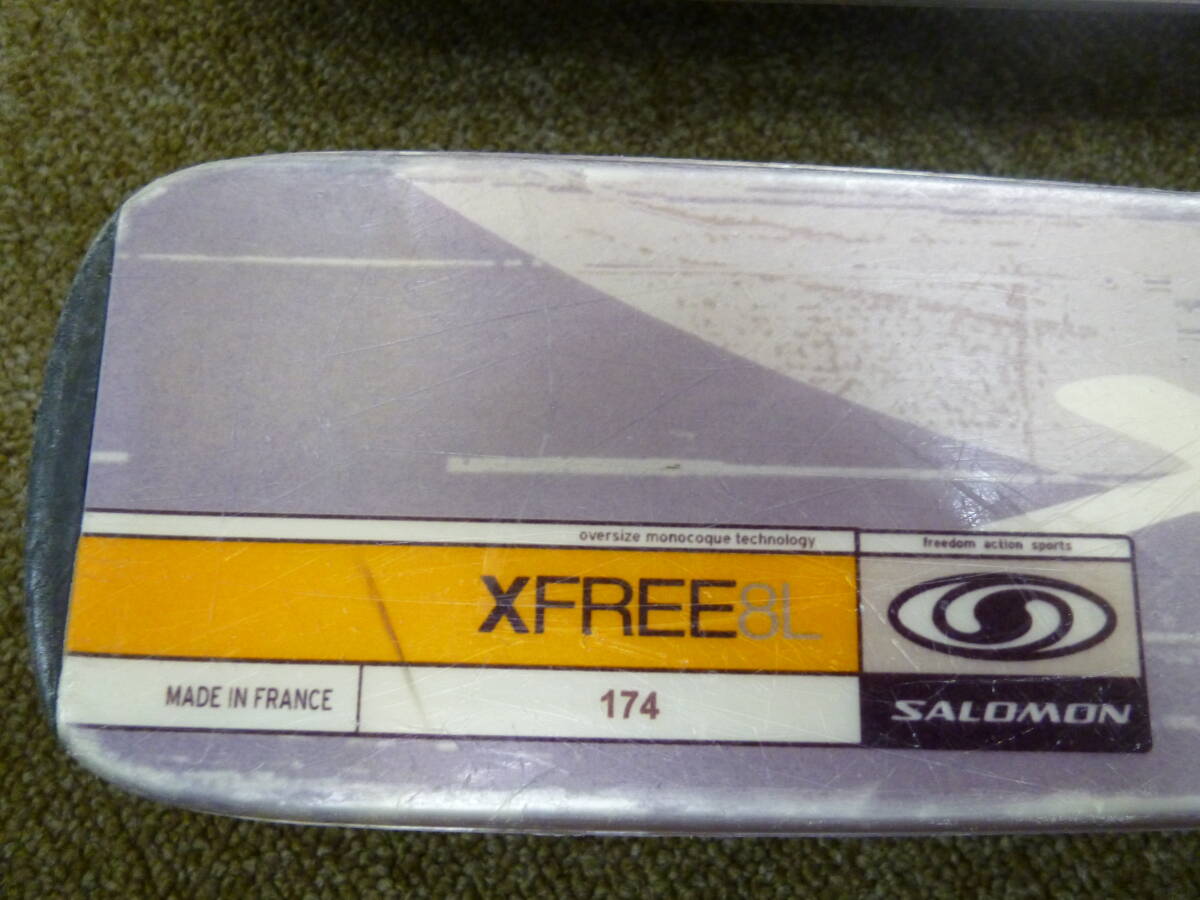 oversize monocoque technology
freedom action sports
XFREE8L
MADE IN FRANCE
174
SALOMON